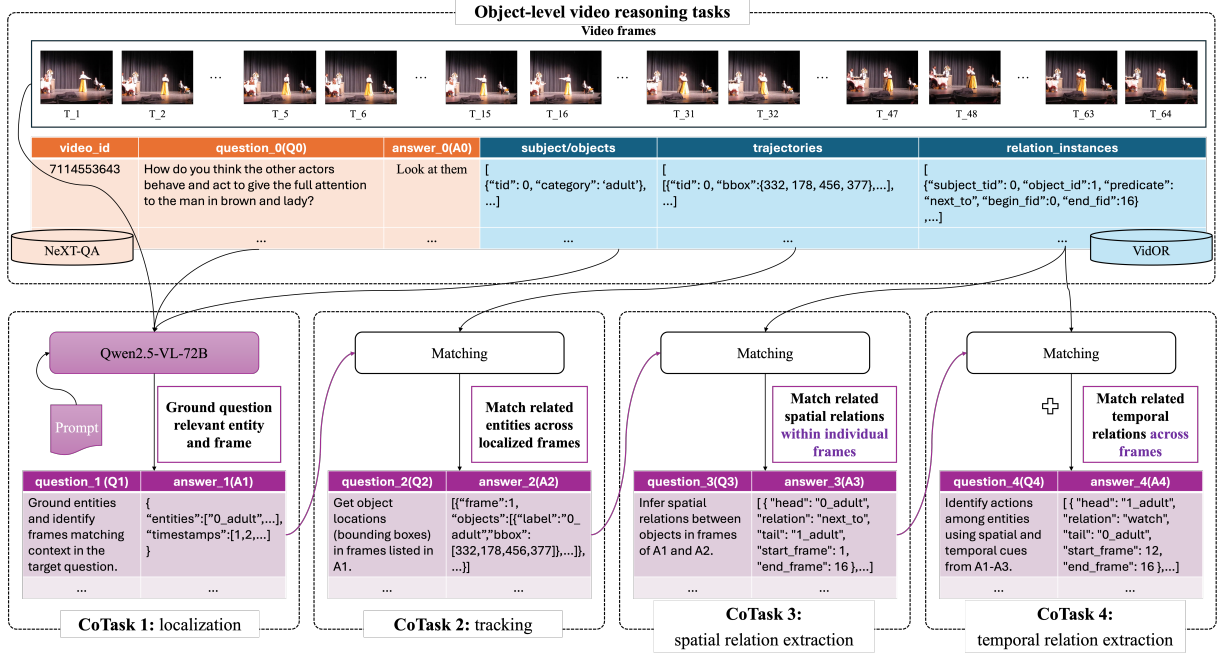 Object-level video reasoning tasks
Video frames
... ... ... ... ...
T_1 T_2 T_5 T_6 T_15 T_16 T_31 T_32 T_47 T_48 T_63 T_64
video_id question_0(Q0) answer_0(A0) subject/objects trajectories relation_instances
7114553643
How do you think the other actors
behave and act to give the full attention
to the man in brown and lady?
Look at them
[
{“tid”: 0, “category”: ‘adult’},
...]
[
[{“tid”: 0, “bbox”:{332, 178, 456, 377},...],
...]
[
{“subject_tid”: 0, “object_id”:1, “predicate”:
“next_to”, “begin_fid”:0, “end_fid”:16}
,...]
... ... ... ... ...
NeXT-QA
VidOR
Qwen2.5-VL-72B
Prompt
Ground question
relevant entity
and frame
question_1 (Q1) answer_1(A1)
Ground entities
and identify
frames matching
context in the
target question.
{
“entities”:[”0_adult”,...],
“timestamps”:[1,2,...]
}
... ...
CoTask 1: localization
Matching
Match related
entities across
localized frames
question_2(Q2) answer_2(A2)
Get object
locations
(bounding boxes)
in frames listed in
A1.
[{“frame”:1,
“objects”:[{“label”:”0_
adult”,”bbox”:
[332,178,456,377]},...]},
...}]
... ...
CoTask 2: tracking
Matching
Match related
spatial relations
within individual
frames
question_3(Q3) answer_3(A3)
Infer spatial
relations between
objects in frames
of A1 and A2.
[ { "head": "0_adult",
"relation": "next_to",
"tail": "1_adult",
"start_frame": 1,
"end_frame": 16 },...]
... ...
CoTask 3:
spatial relation extraction
Matching
Match related
temporal
relations across
frames
question_4(Q4) answer_4(A4)
Identify actions
among entities
using spatial and
temporal cues
from A1-A3.
[ { "head": "1_adult",
"relation": "watch",
"tail": "0_adult",
"start_frame": 12,
"end_frame": 16 },...]
... ...
CoTask 4:
temporal relation extraction